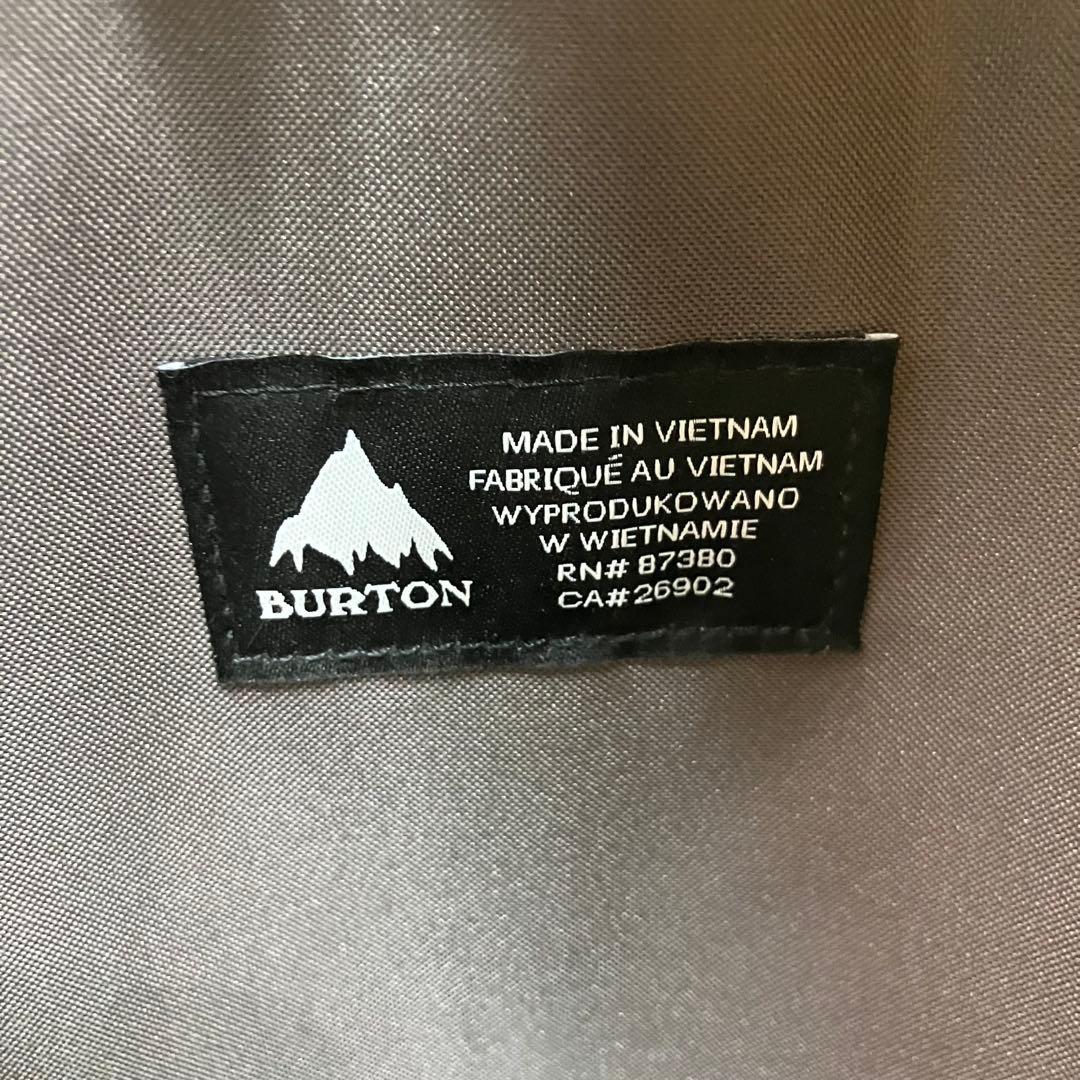 BURTON
MADE IN VIETNAM
FABRIQUÉ AU VIETNAM
WYPRODUKOWANO
W WIETNAMIE
RN# 87380
CA# 26902